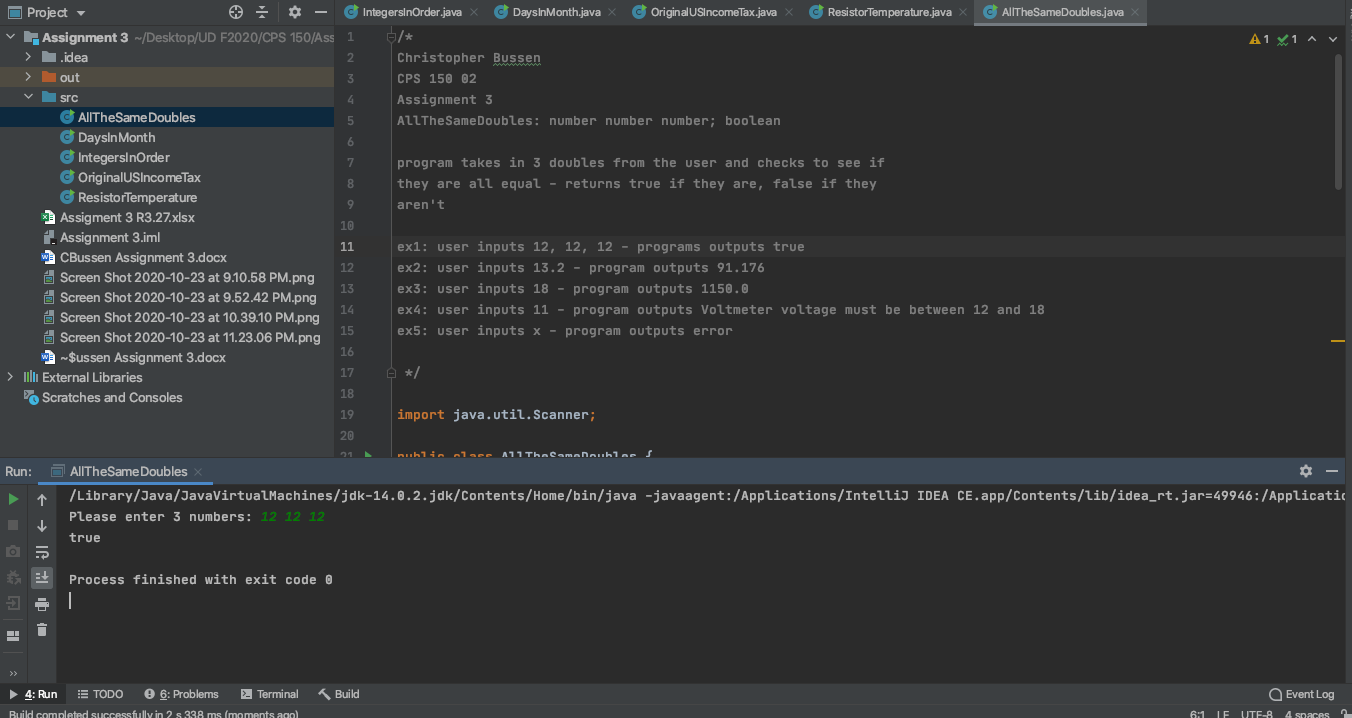 Project
IntegersInOrder.java
DaysInMonth.java
OriginalUSIncomeTax.java
ResistorTemperature.java
AllTheSameDoubles.java
Assignment 3 ~/Desktop/UD F2020/CPS 150/Ass
.idea
out
src
AllTheSameDoubles
DaysInMonth
IntegersInOrder
OriginalUSIncomeTax
ResistorTemperature
Assigment 3 R3.27.xlsx
Assignment 3.iml
CBussen Assignment 3.docx
Screen Shot 2020-10-23 at 9.10.58 PM.png
Screen Shot 2020-10-23 at 9.52.42 PM.png
Screen Shot 2020-10-23 at 10.39.10 PM.png
Screen Shot 2020-10-23 at 11.23.06 PM.png
~$ussen Assignment 3.docx
External Libraries
Scratches and Consoles
1 /*
2 Christopher Bussen
3 CPS 150 02
4 Assignment 3
5 AllTheSameDoubles: number number number; boolean
6
7 program takes in 3 doubles from the user and checks to see if
8 they are all equal - returns true if they are, false if they
9 aren't
10
11 ex1: user inputs 12, 12, 12 - programs outputs true
12 ex2: user inputs 13.2 - program outputs 91.176
13 ex3: user inputs 18 - program outputs 1150.0
14 ex4: user inputs 11 - program outputs Voltmeter voltage must be between 12 and 18
15 ex5: user inputs x - program outputs error
16
17 */
18
19 import java.util.Scanner;
20
21 public class AllTheSameDoubles {
1 1
Run: AllTheSameDoubles
/Library/Java/JavaVirtualMachines/jdk-14.0.2.jdk/Contents/Home/bin/java -javaagent:/Applications/IntelliJ IDEA CE.app/Contents/lib/idea_rt.jar=49946:/Applicatio
Please enter 3 numbers: 12 12 12
true
Process finished with exit code 0
4: Run TODO 6: Problems Terminal Build Event Log
Build completed successfully in 2 s 338 ms (moments ago) 6:1 LF UTF-8 4 spaces